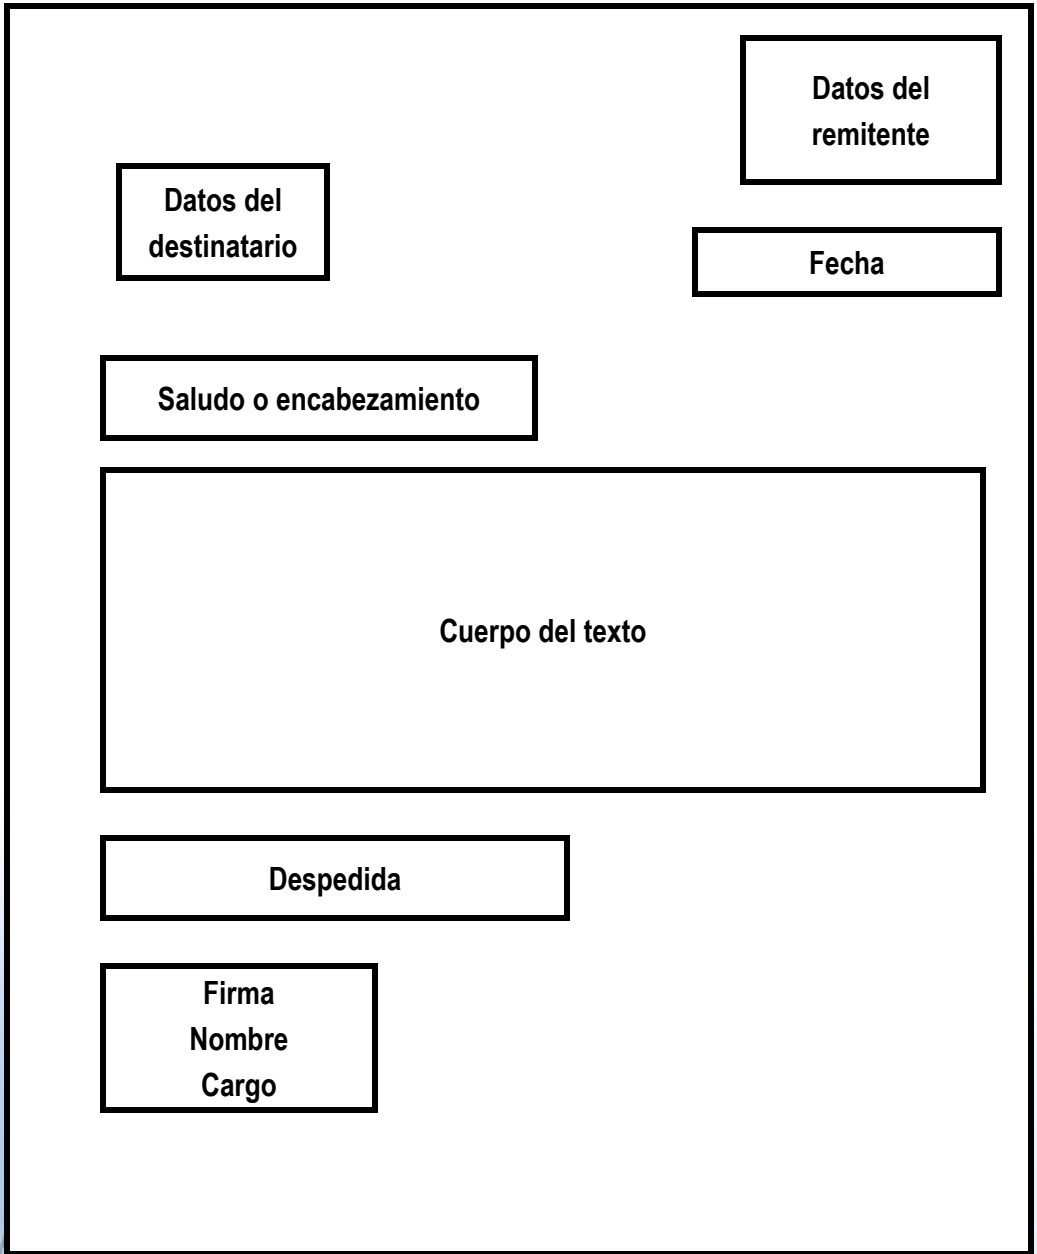 Datos del
remitente
Datos del
destinatario
Fecha
Saludo o encabezamiento
Cuerpo del texto
Despedida
Firma
Nombre
Cargo